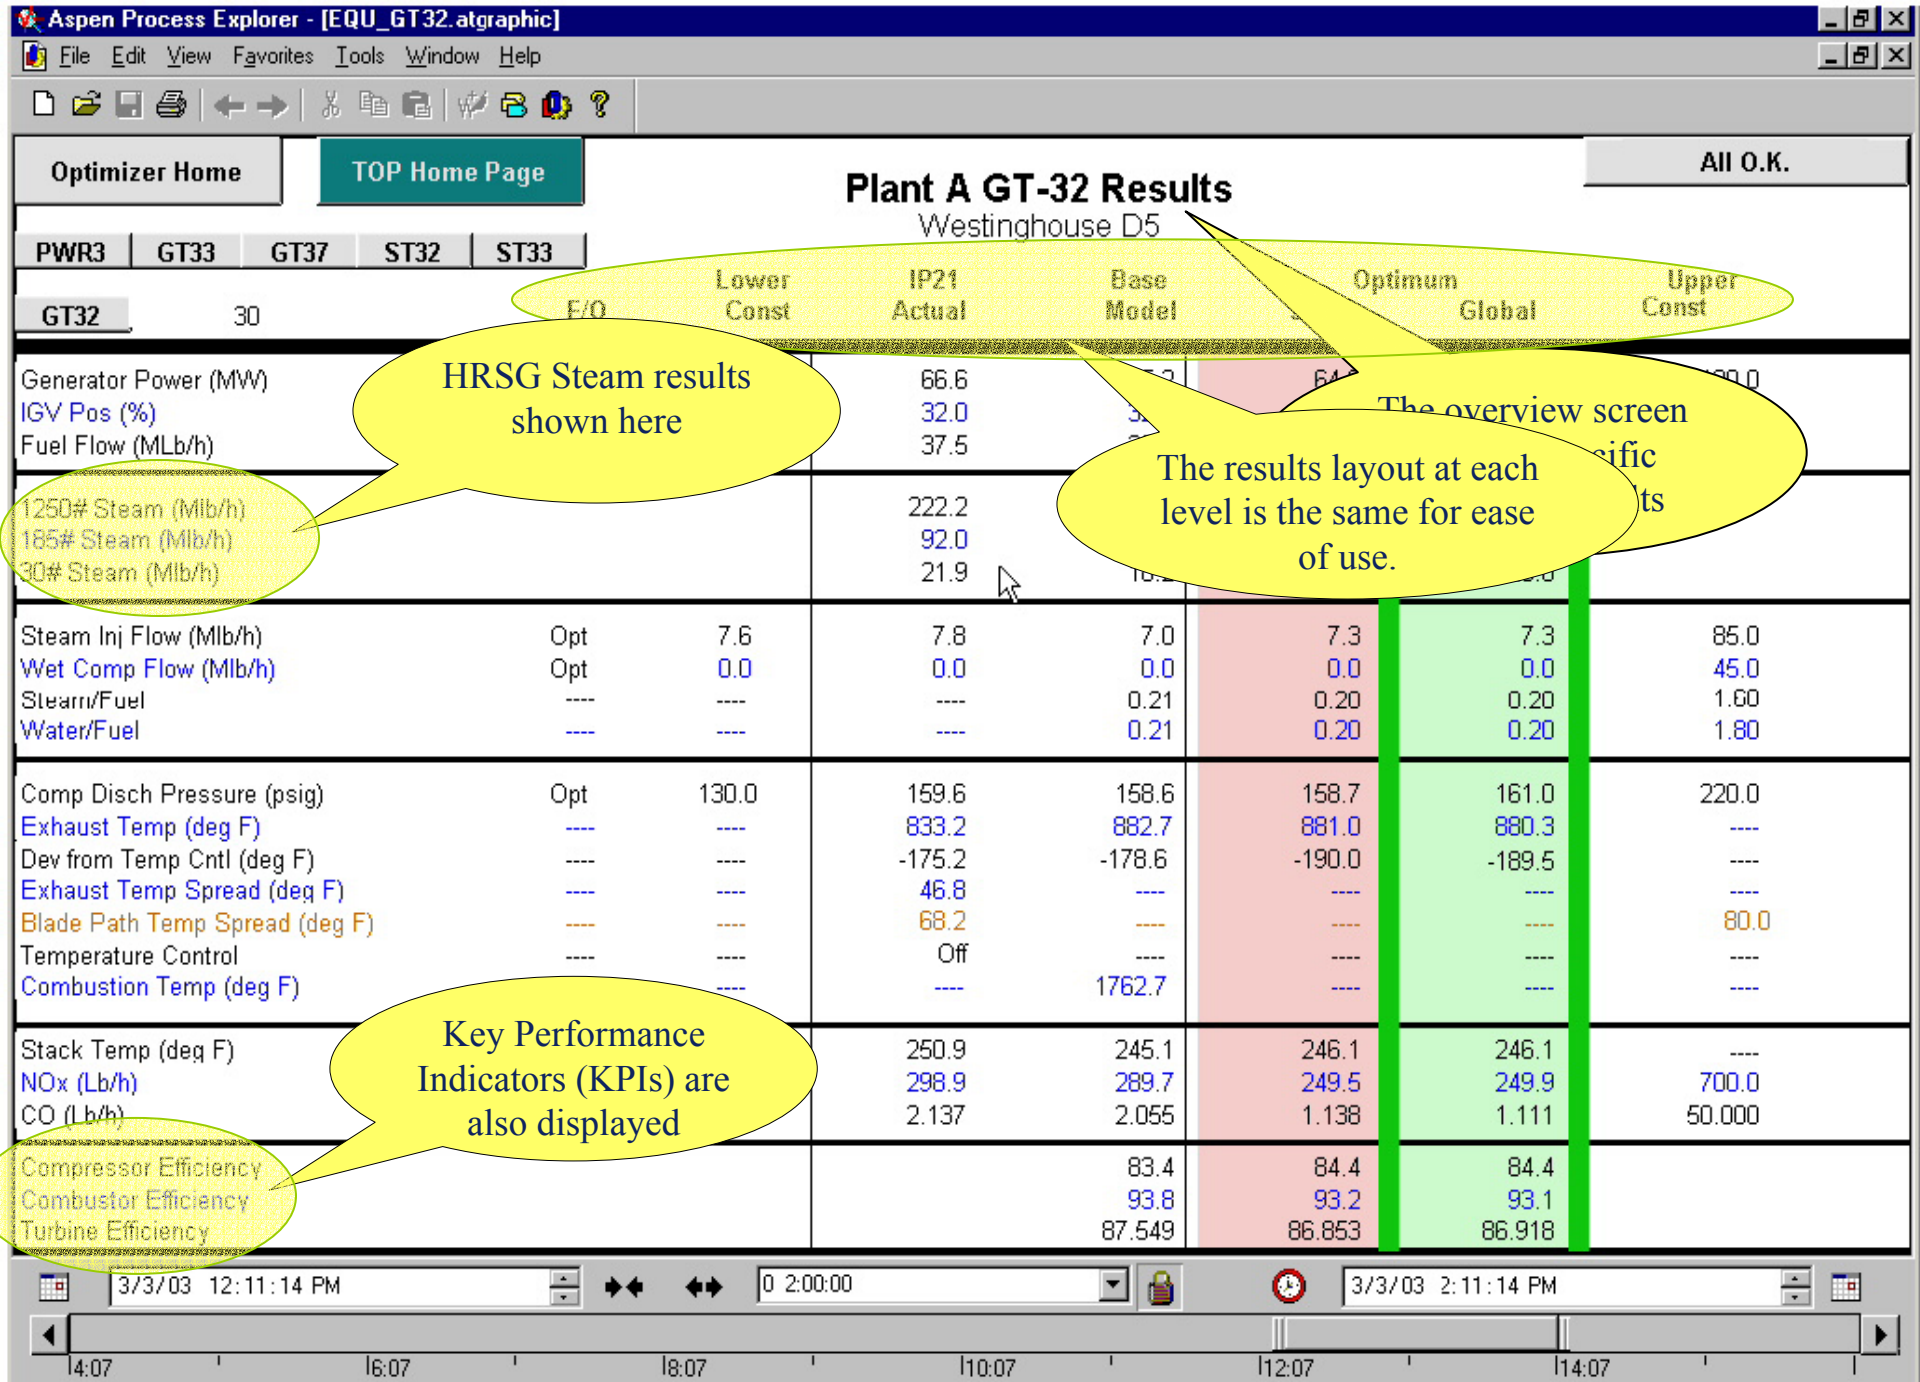 Aspen Process Explorer - [EQU_GT32.atgraphic]
File Edit View Favorites Tools Window Help
Optimizer Home TOP Home Page All O.K.
Plant A GT-32 Results
Westinghouse D5
PWR3 GT33 GT37 ST32 ST33
Lower IP21 Base Optimum Upper
GT32 30 Const Actual Model Global Const
HRSG Steam results
shown here
The overview screen
The results layout at each
level is the same for ease
of use.
Generator Power (MW) 66.6
IGV Pos (%) 32.0
Fuel Flow (MLb/h) 37.5
1250# Steam (Mlb/h) 222.2
185# Steam (Mlb/h) 92.0
30# Steam (Mlb/h) 21.9
Steam Inj Flow (Mlb/h) Opt 7.6 7.8 7.0 7.3 7.3 85.0
Wet Comp Flow (Mlb/h) Opt 0.0 0.0 0.0 0.0 0.0 45.0
Steam/Fuel ---- ---- ---- 0.21 0.20 0.20 1.60
Water/Fuel ---- ---- ---- 0.21 0.20 0.20 1.80
Comp Disch Pressure (psig) Opt 130.0 159.6 158.6 158.7 161.0 220.0
Exhaust Temp (deg F) ---- ---- 833.2 882.7 881.0 880.3 ----
Dev from Temp Cntl (deg F) ---- ---- -175.2 -178.6 -190.0 -189.5 ----
Exhaust Temp Spread (deg F) ---- ---- 46.8 ---- ---- ---- ----
Blade Path Temp Spread (deg F) ---- ---- 68.2 ---- ---- ---- 80.0
Temperature Control ---- ---- Off ---- ---- ---- ----
Combustion Temp (deg F) ---- ---- 1762.7 ---- ---- ----
Key Performance
Indicators (KPIs) are
also displayed
Stack Temp (deg F) 250.9 245.1 246.1 246.1 ----
NOx (Lb/h) 298.9 289.7 249.5 249.9 700.0
CO (Lb/h) 2.137 2.055 1.138 1.111 50.000
Compressor Efficiency 83.4 84.4 84.4
Combustor Efficiency 93.8 93.2 93.1
Turbine Efficiency 87.549 86.853 86.918
3/3/03 12:11:14 PM 0 2:00:00 3/3/03 2:11:14 PM
4:07 6:07 8:07 10:07 12:07 14:07